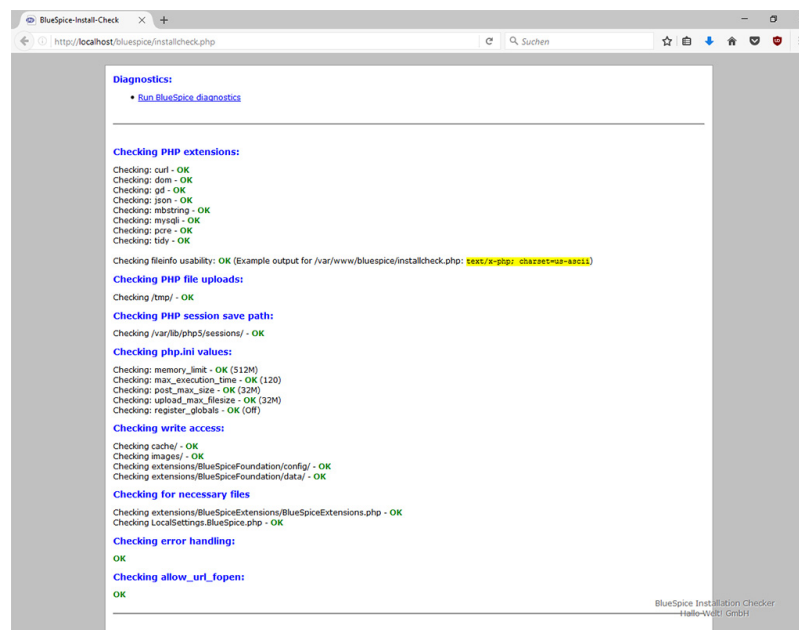 BlueSpice-Install-Check
http://localhost/bluespice/installcheck.php
Suchen
Diagnostics:
• Run BlueSpice diagnostics
Checking PHP extensions:
Checking: curl - OK
Checking: dom - OK
Checking: gd - OK
Checking: json - OK
Checking: mbstring - OK
Checking: mysqli - OK
Checking: pcre - OK
Checking: tidy - OK
Checking fileinfo usability: OK (Example output for /var/www/bluespice/installcheck.php: text/x-php; charset=us-ascii)
Checking PHP file uploads:
Checking /tmp/ - OK
Checking PHP session save path:
Checking /var/lib/php5/sessions/ - OK
Checking php.ini values:
Checking: memory_limit - OK (512M)
Checking: max_execution_time - OK (120)
Checking: post_max_size - OK (32M)
Checking: upload_max_filesize - OK (32M)
Checking: register_globals - OK (Off)
Checking write access:
Checking cache/ - OK
Checking images/ - OK
Checking extensions/BlueSpiceFoundation/config/ - OK
Checking extensions/BlueSpiceFoundation/data/ - OK
Checking for necessary files
Checking extensions/BlueSpiceExtensions/BlueSpiceExtensions.php - OK
Checking LocalSettings.BlueSpice.php - OK
Checking error handling:
OK
Checking allow_url_fopen:
OK
BlueSpice Installation Checker
Hallo Welt! GmbH